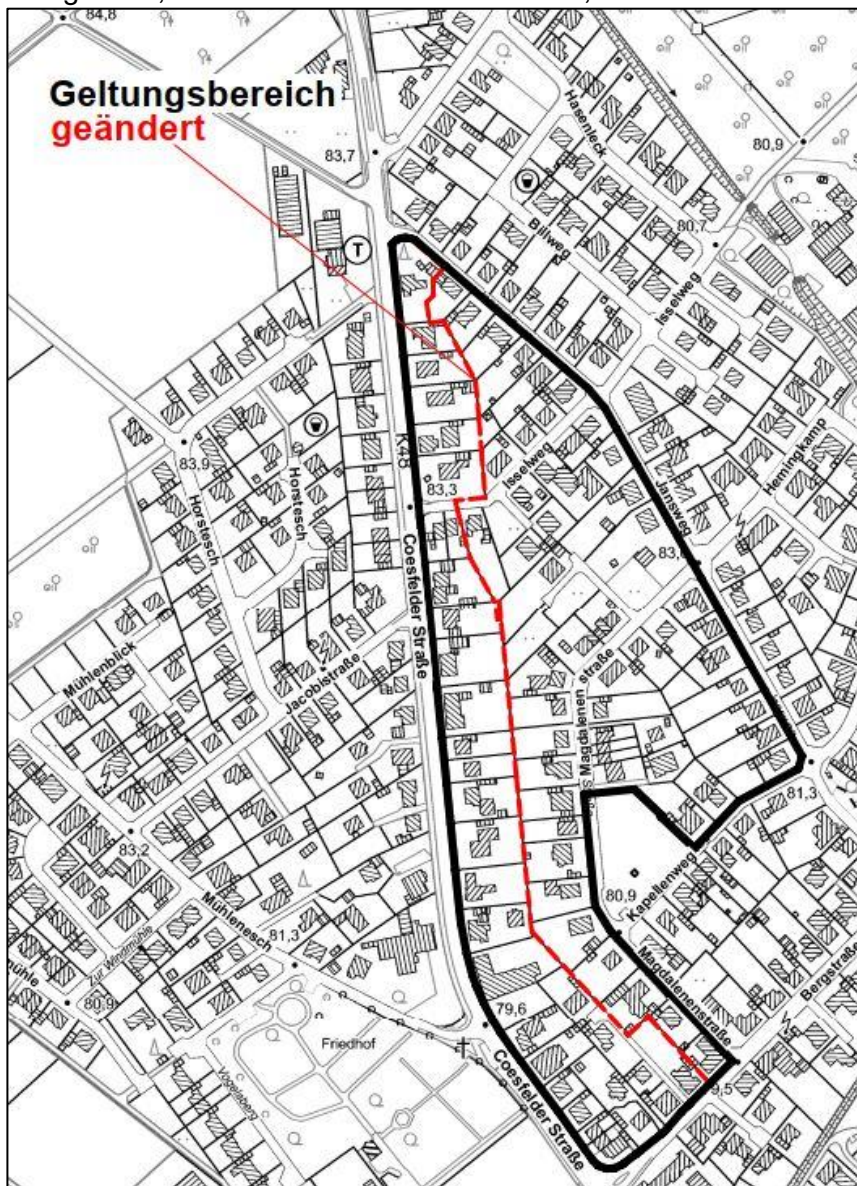 84,8
Geltungsbereich
geändert
83,7
T
Hasenleck
Billweg
80,9
80,7
Isselweg
Hemingkamp
83,9
Horstesch
Horstesch
K48
83,3
Isselweg
Jansweg
83,
Coesfelder Straße
Mühlenblick
Jacobistraße
Magdalenen straße
81,3
83,2
Mühlenesch
81,3
Zur Windmühle
mühle
80,9
80,9
Kapellenweg
Magdalenenstraße
Bergstraße
79,6
Friedhof
Vogelaberg
Coesfelder Straße
9,5